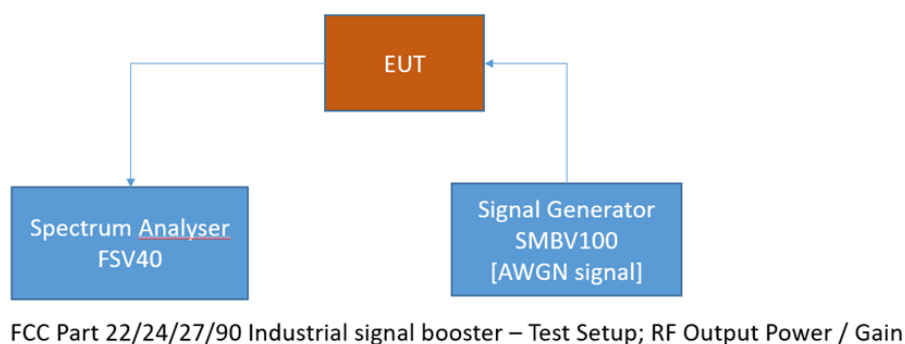 EUT
Spectrum Analyser
FSV40
Signal Generator
SMBV100
[AWGN signal]
FCC Part 22/24/27/90 Industrial signal booster – Test Setup; RF Output Power / Gain